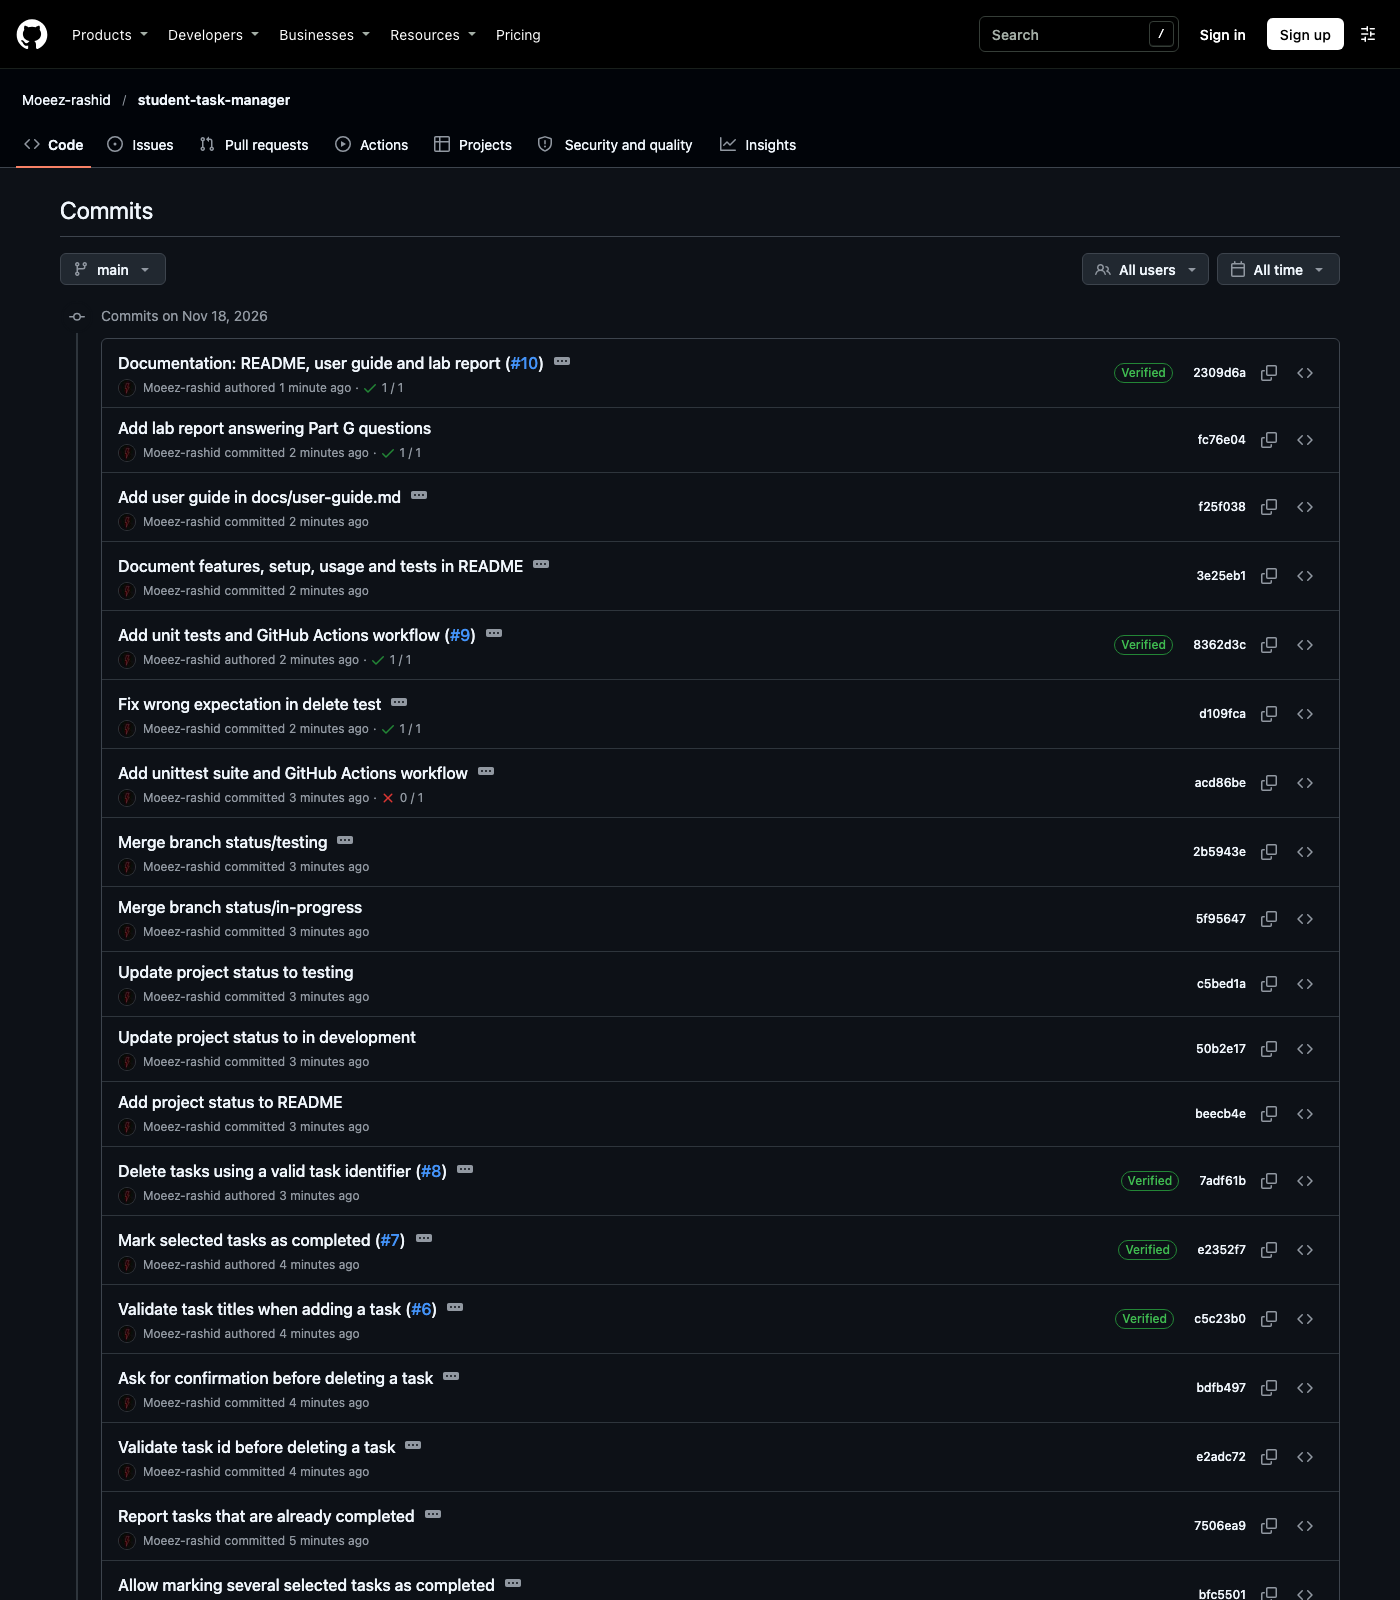 Products Developers Businesses Resources Pricing Search / Sign in Sign up
Moeez-rashid / student-task-manager
Code Issues Pull requests Actions Projects Security and quality Insights
Commits
main All users All time
Commits on Nov 18, 2026
Documentation: README, user guide and lab report (#10)
Moeez-rashid authored 1 minute ago · 1 / 1
Verified 2309d6a
Add lab report answering Part G questions
Moeez-rashid committed 2 minutes ago · 1 / 1
fc76e04
Add user guide in docs/user-guide.md
Moeez-rashid committed 2 minutes ago
f25f038
Document features, setup, usage and tests in README
Moeez-rashid committed 2 minutes ago
3e25eb1
Add unit tests and GitHub Actions workflow (#9)
Moeez-rashid authored 2 minutes ago · 1 / 1
Verified 8362d3c
Fix wrong expectation in delete test
Moeez-rashid committed 2 minutes ago · 1 / 1
d109fca
Add unittest suite and GitHub Actions workflow
Moeez-rashid committed 3 minutes ago · 0 / 1
acd86be
Merge branch status/testing
Moeez-rashid committed 3 minutes ago
2b5943e
Merge branch status/in-progress
Moeez-rashid committed 3 minutes ago
5f95647
Update project status to testing
Moeez-rashid committed 3 minutes ago
c5bed1a
Update project status to in development
Moeez-rashid committed 3 minutes ago
50b2e17
Add project status to README
Moeez-rashid committed 3 minutes ago
beecb4e
Delete tasks using a valid task identifier (#8)
Moeez-rashid authored 3 minutes ago
Verified 7adf61b
Mark selected tasks as completed (#7)
Moeez-rashid authored 4 minutes ago
Verified e2352f7
Validate task titles when adding a task (#6)
Moeez-rashid authored 4 minutes ago
Verified c5c23b0
Ask for confirmation before deleting a task
Moeez-rashid committed 4 minutes ago
bdfb497
Validate task id before deleting a task
Moeez-rashid committed 4 minutes ago
e2adc72
Report tasks that are already completed
Moeez-rashid committed 5 minutes ago
7506ea9
Allow marking several selected tasks as completed
bfc5501